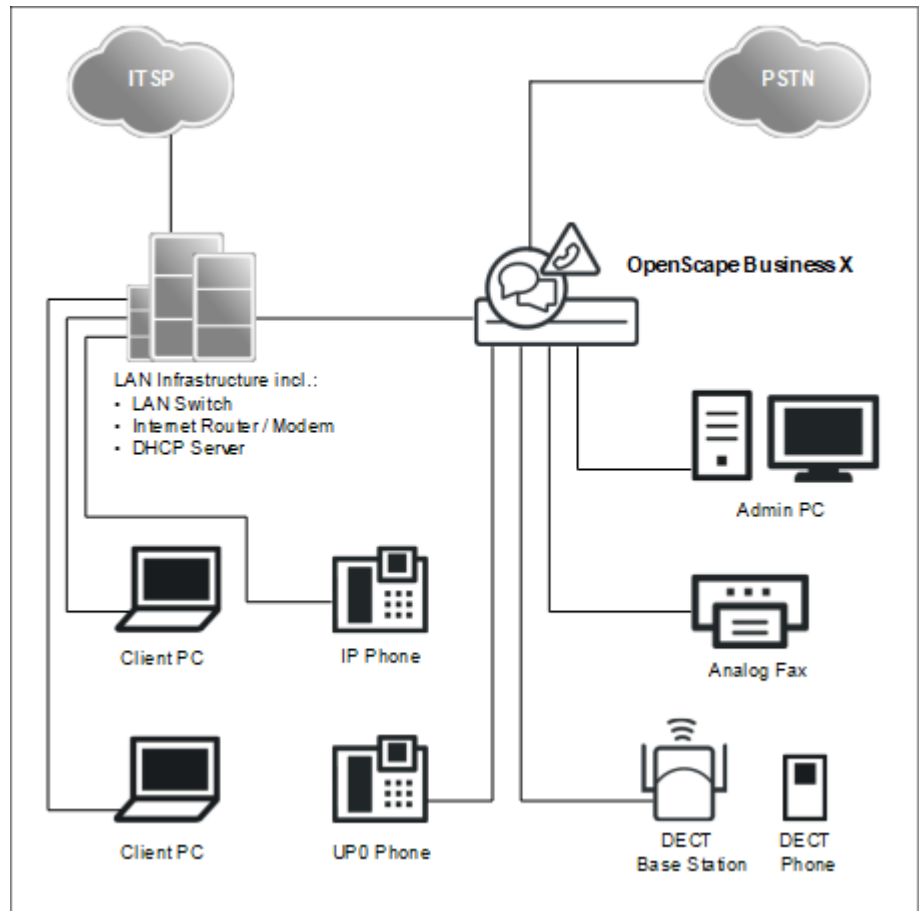 ITSP
PSTN
OpenScape Business X
LAN Infrastructure incl.:
▪ LAN Switch
▪ Internet Router / Modem
▪ DHCP Server
Admin PC
Client PC
IP Phone
Analog Fax
Client PC
UP0 Phone
DECT
Base Station
DECT
Phone